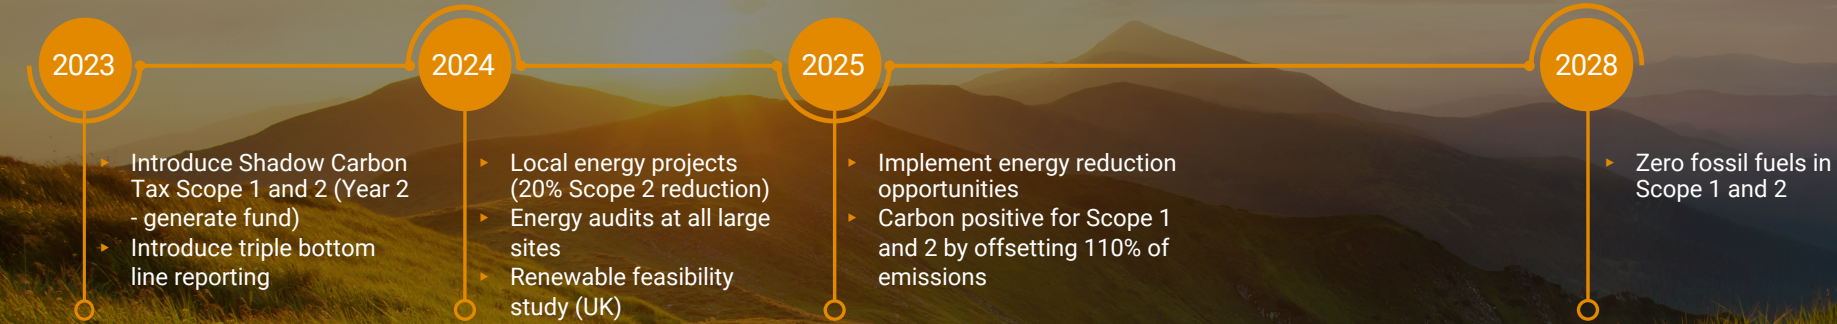 2023
2024
2025
2028
Introduce Shadow Carbon
Tax Scope 1 and 2 (Year 2
- generate fund)
Introduce triple bottom
line reporting
Local energy projects
(20% Scope 2 reduction)
Energy audits at all large
sites
Renewable feasibility
study (UK)
Implement energy reduction
opportunities
Carbon positive for Scope 1
and 2 by offsetting 110% of
emissions
Zero fossil fuels in
Scope 1 and 2